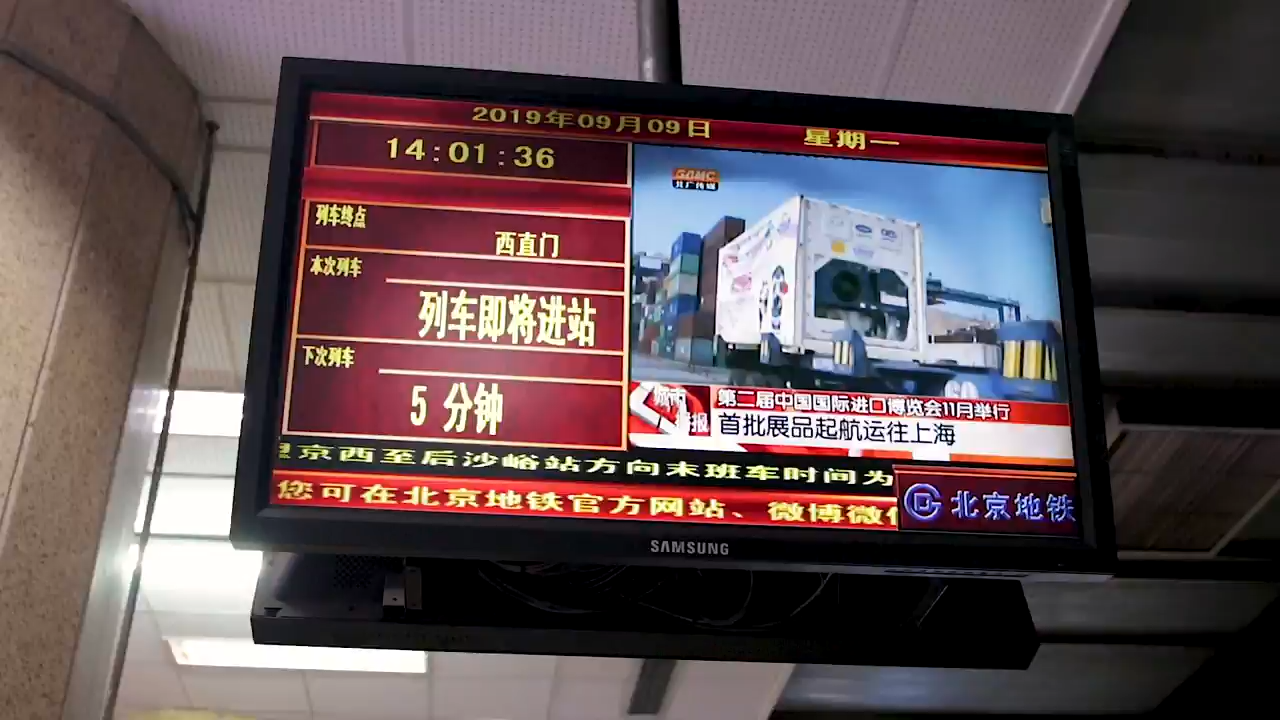 2019年09月09日 星期一
14:01:36
列车终点
西直门
本次列车
列车即将进站
下次列车
5 分钟
BAMC
北广传媒
第二届中国国际进口博览会11月举行
首批展品起航运往上海
播报
京西至后沙峪站方向末班车时间为
您可在北京地铁官方网站、微博微信
北京地铁
SAMSUNG